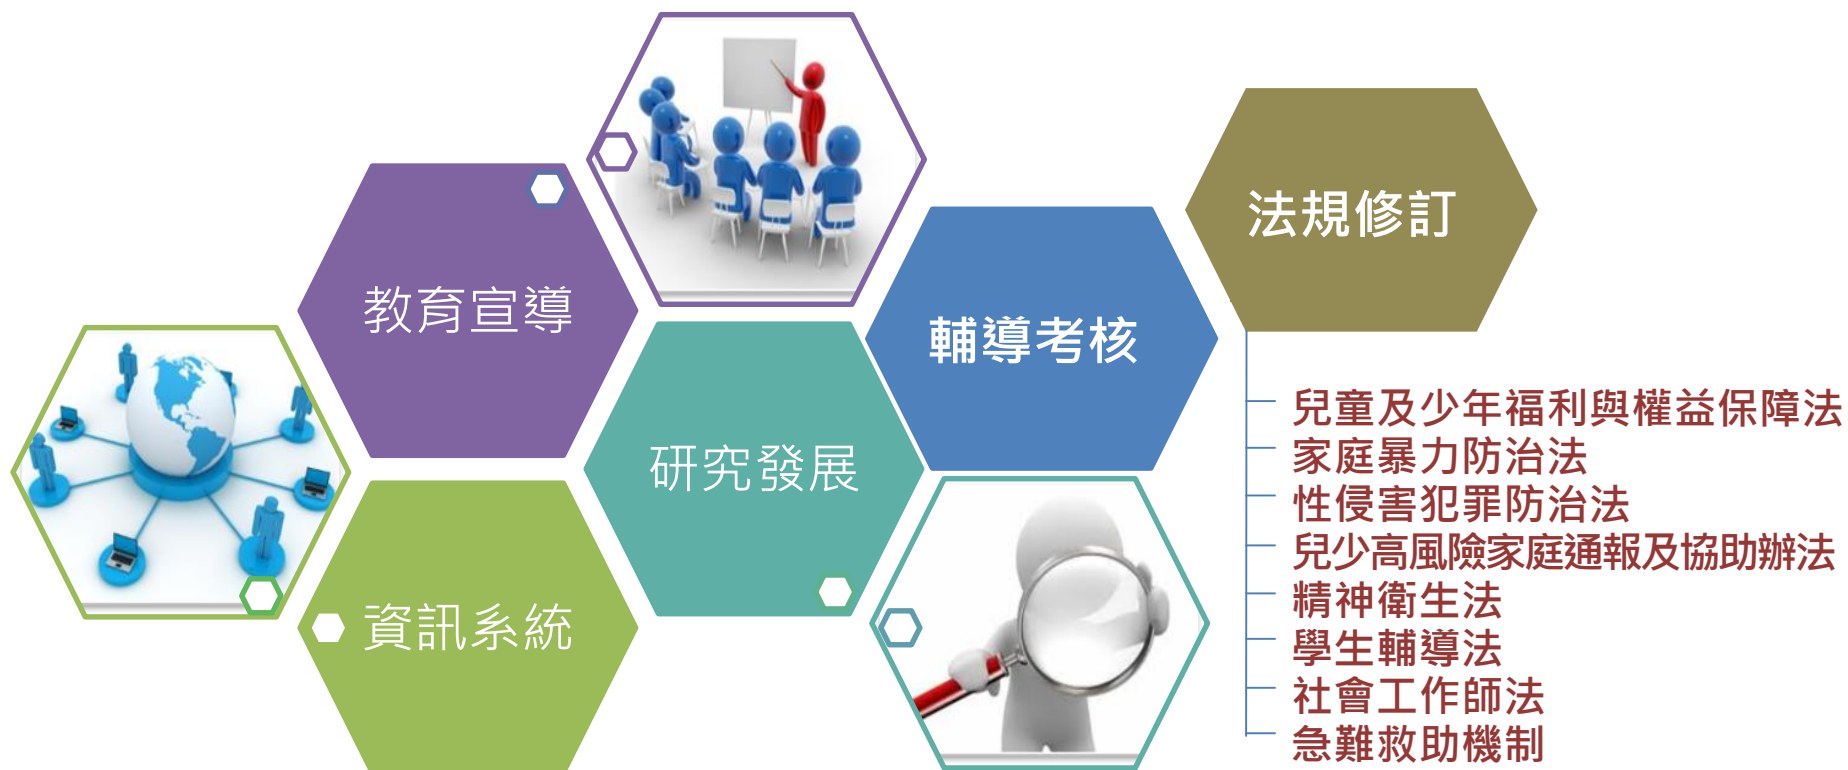 教育宣導
資訊系統
研究發展
輔導考核
法規修訂
兒童及少年福利與權益保障法
家庭暴力防治法
性侵害犯罪防治法
兒少高風險家庭通報及協助辦法
精神衛生法
學生輔導法
社會工作師法
急難救助機制